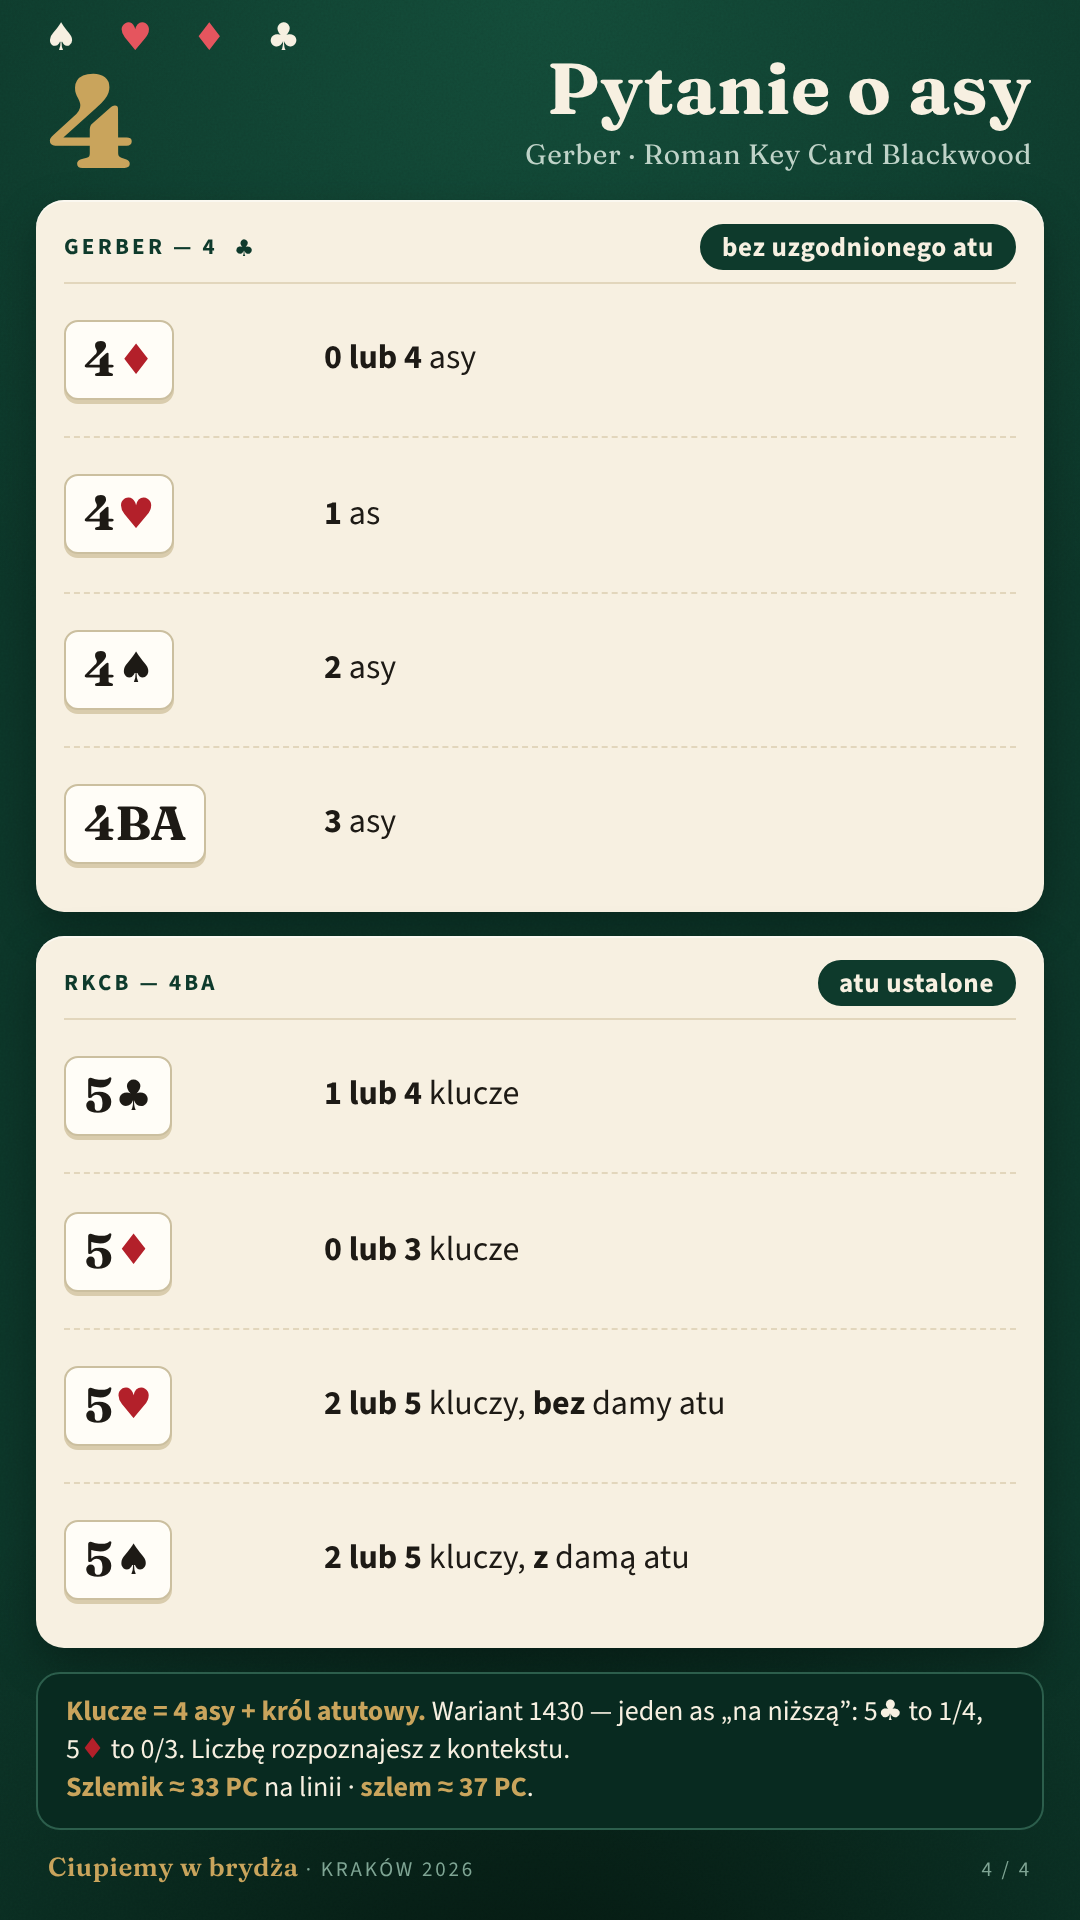 ♠ ♥ ♦ ♣
4
Pytanie o asy
Gerber · Roman Key Card Blackwood
GERBER — 4 ♣
bez uzgodnionego atu
4♦ 0 lub 4 asy
4♥ 1 as
4♠ 2 asy
4BA 3 asy
RKCB — 4BA
atu ustalone
5♣ 1 lub 4 klucze
5♦ 0 lub 3 klucze
5♥ 2 lub 5 kluczy, bez damy atu
5♠ 2 lub 5 kluczy, z damą atu
Klucze = 4 asy + król atutowy. Wariant 1430 — jeden as „na niższą”: 5♣ to 1/4,
5♦ to 0/3. Liczbę rozpoznajesz z kontekstu.
Szlemik ≈ 33 PC na linii · szlem ≈ 37 PC.
Ciupiemy w brydża · KRAKÓW 2026
4 / 4